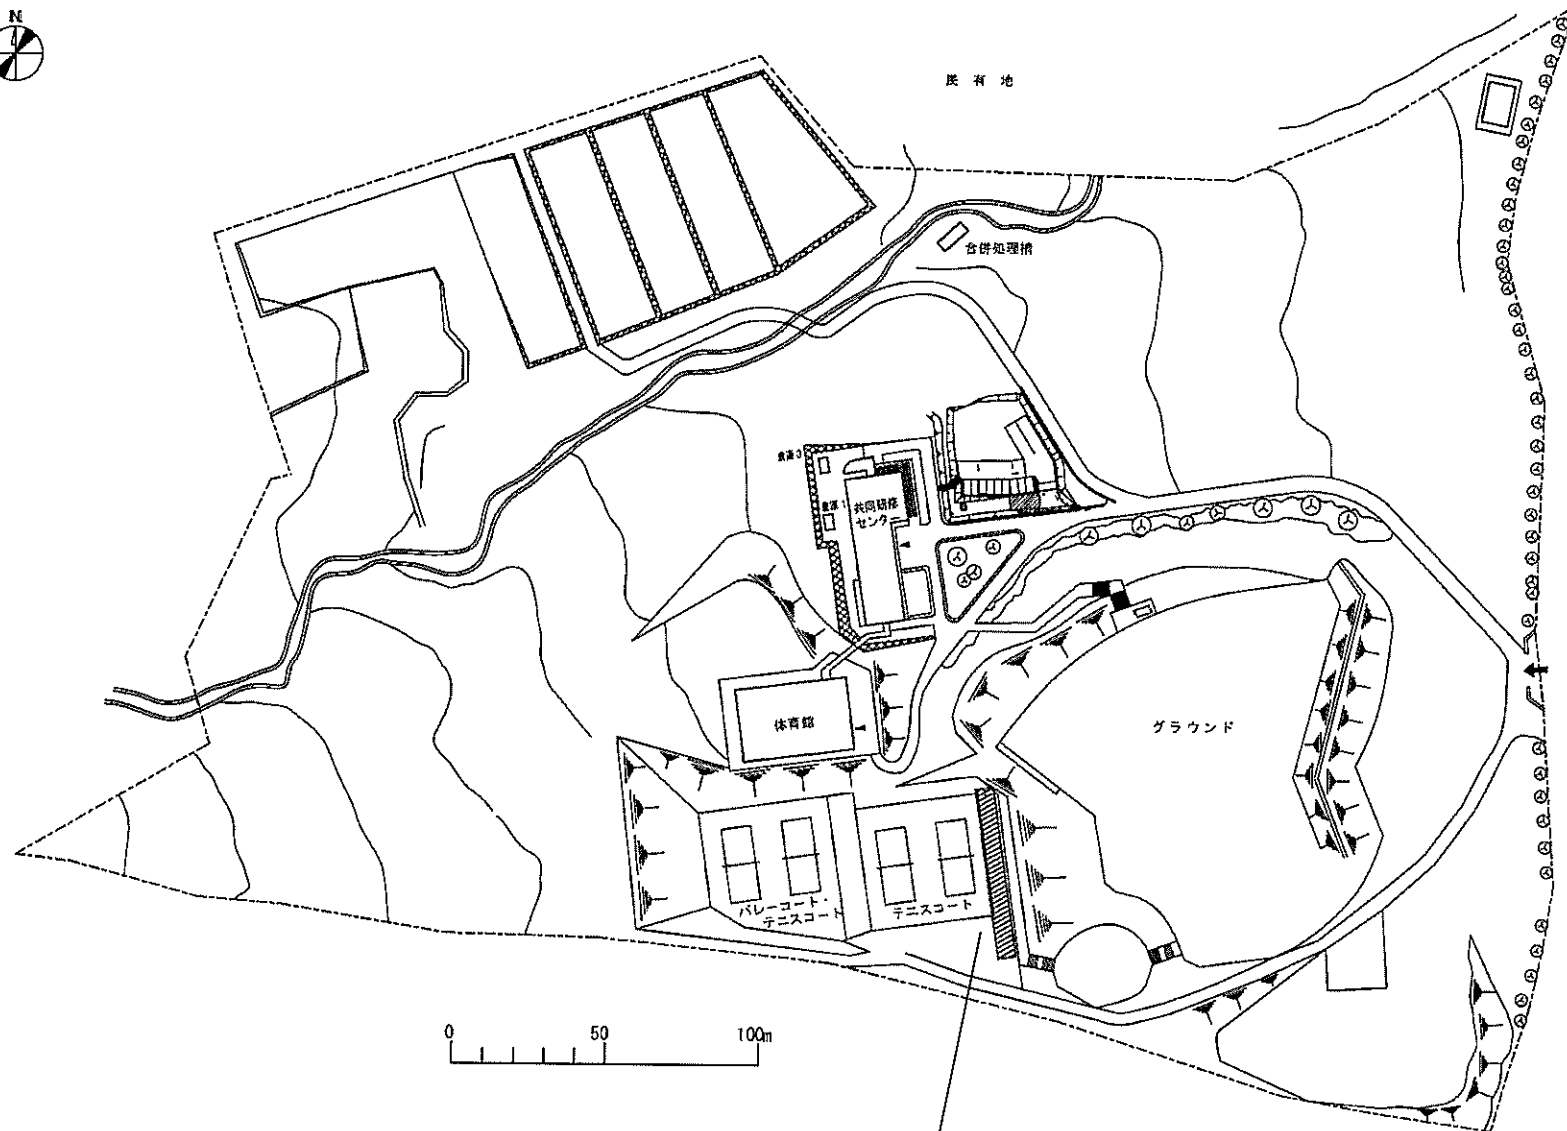 N
民 有 地
合併処理槽
倉庫3
倉庫1
共同研修
センター
体育館
グラウンド
バレーコート・
テニスコート
テニスコート
0 50 100m